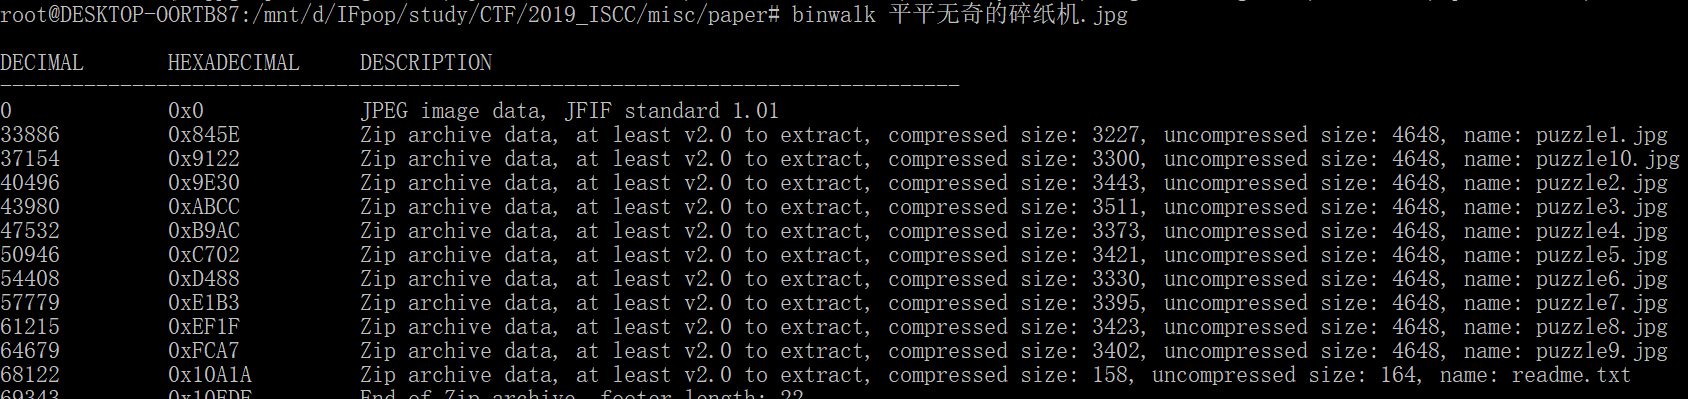 root@DESKTOP-OORTB87:/mnt/d/IFpop/study/CTF/2019_ISCC/misc/paper# binwalk 平平无奇的碎纸机.jpg
DECIMAL       HEXADECIMAL     DESCRIPTION
--------------------------------------------------------------------------------
0             0x0             JPEG image data, JFIF standard 1.01
33886         0x845E          Zip archive data, at least v2.0 to extract, compressed size: 3227, uncompressed size: 4648, name: puzzle1.jpg
37154         0x9122          Zip archive data, at least v2.0 to extract, compressed size: 3300, uncompressed size: 4648, name: puzzle10.jpg
40496         0x9E30          Zip archive data, at least v2.0 to extract, compressed size: 3443, uncompressed size: 4648, name: puzzle2.jpg
43980         0xABCC          Zip archive data, at least v2.0 to extract, compressed size: 3511, uncompressed size: 4648, name: puzzle3.jpg
47532         0xB9AC          Zip archive data, at least v2.0 to extract, compressed size: 3373, uncompressed size: 4648, name: puzzle4.jpg
50946         0xC702          Zip archive data, at least v2.0 to extract, compressed size: 3421, uncompressed size: 4648, name: puzzle5.jpg
54408         0xD488          Zip archive data, at least v2.0 to extract, compressed size: 3330, uncompressed size: 4648, name: puzzle6.jpg
57779         0xE1B3          Zip archive data, at least v2.0 to extract, compressed size: 3395, uncompressed size: 4648, name: puzzle7.jpg
61215         0xEF1F          Zip archive data, at least v2.0 to extract, compressed size: 3423, uncompressed size: 4648, name: puzzle8.jpg
64679         0xFCA7          Zip archive data, at least v2.0 to extract, compressed size: 3402, uncompressed size: 4648, name: puzzle9.jpg
68122         0x10A1A         Zip archive data, at least v2.0 to extract, compressed size: 158, uncompressed size: 164, name: readme.txt
69343         0x10EDF         End of Zip archive, footer length: 22